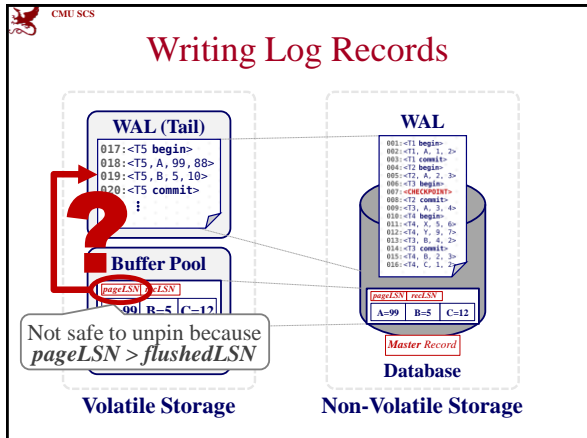 CMU SCS
Writing Log Records
WAL (Tail)
017:<T5 begin>
018:<T5, A, 99, 88>
019:<T5, B, 5, 10>
020:<T5 commit>
⋮
?
Buffer Pool
pageLSN recLSN
=99 B=5 C=12
Not safe to unpin because
pageLSN > flushedLSN
Volatile Storage
WAL
001:<T1 begin>
002:<T1, A, 1, 2>
003:<T1 commit>
004:<T2 begin>
005:<T2, A, 2, 3>
006:<T3 begin>
007:<CHECKPOINT>
008:<T2 commit>
009:<T3, A, 3, 4>
010:<T4 begin>
011:<T4, X, 5, 6>
012:<T4, Y, 9, 7>
013:<T3, B, 4, 2>
014:<T3 commit>
015:<T4, B, 2, 3>
016:<T4, C, 1, 2>
pageLSN recLSN
A=99 B=5 C=12
Master Record
Database
Non-Volatile Storage